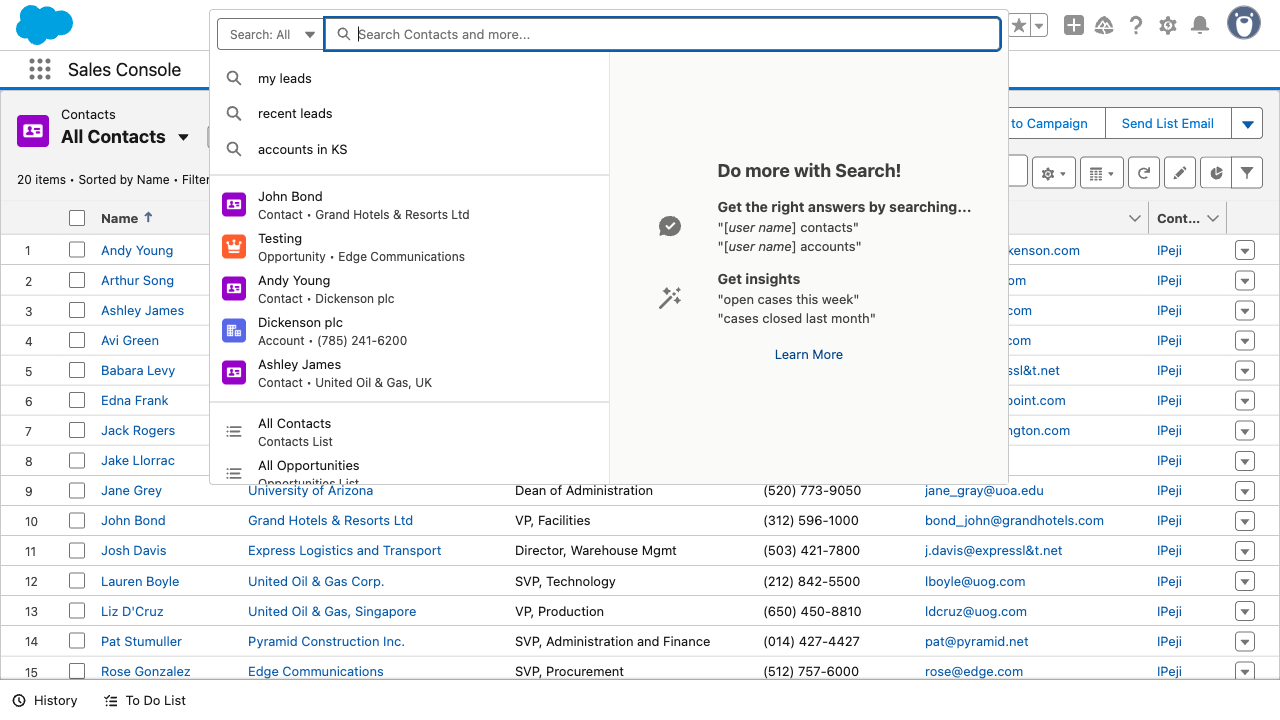 Search: All
Search Contacts and more...
Sales Console
my leads
recent leads
accounts in KS
John Bond
Contact • Grand Hotels & Resorts Ltd
Testing
Opportunity • Edge Communications
Andy Young
Contact • Dickenson plc
Dickenson plc
Account • (785) 241-6200
Ashley James
Contact • United Oil & Gas, UK
All Contacts
Contacts List
All Opportunities
Opportunities List
Do more with Search!
Get the right answers by searching...
"[user name] contacts"
"[user name] accounts"
Get insights
"open cases this week"
"cases closed last month"
Learn More
Contacts
All Contacts
to Campaign
Send List Email
20 items • Sorted by Name • Filter
Name
Cont...
1 Andy Young kenson.com IPeji
2 Arthur Song om IPeji
3 Ashley James com IPeji
4 Avi Green com IPeji
5 Babara Levy ssl&t.net IPeji
6 Edna Frank point.com IPeji
7 Jack Rogers ngton.com IPeji
8 Jake Llorrac IPeji
9 Jane Grey University of Arizona Dean of Administration (520) 773-9050 jane_gray@uoa.edu IPeji
10 John Bond Grand Hotels & Resorts Ltd VP, Facilities (312) 596-1000 bond_john@grandhotels.com IPeji
11 Josh Davis Express Logistics and Transport Director, Warehouse Mgmt (503) 421-7800 j.davis@expressl&t.net IPeji
12 Lauren Boyle United Oil & Gas Corp. SVP, Technology (212) 842-5500 lboyle@uog.com IPeji
13 Liz D'Cruz United Oil & Gas, Singapore VP, Production (650) 450-8810 ldcruz@uog.com IPeji
14 Pat Stumuller Pyramid Construction Inc. SVP, Administration and Finance (014) 427-4427 pat@pyramid.net IPeji
15 Rose Gonzalez Edge Communications SVP, Procurement (512) 757-6000 rose@edge.com IPeji
History
To Do List